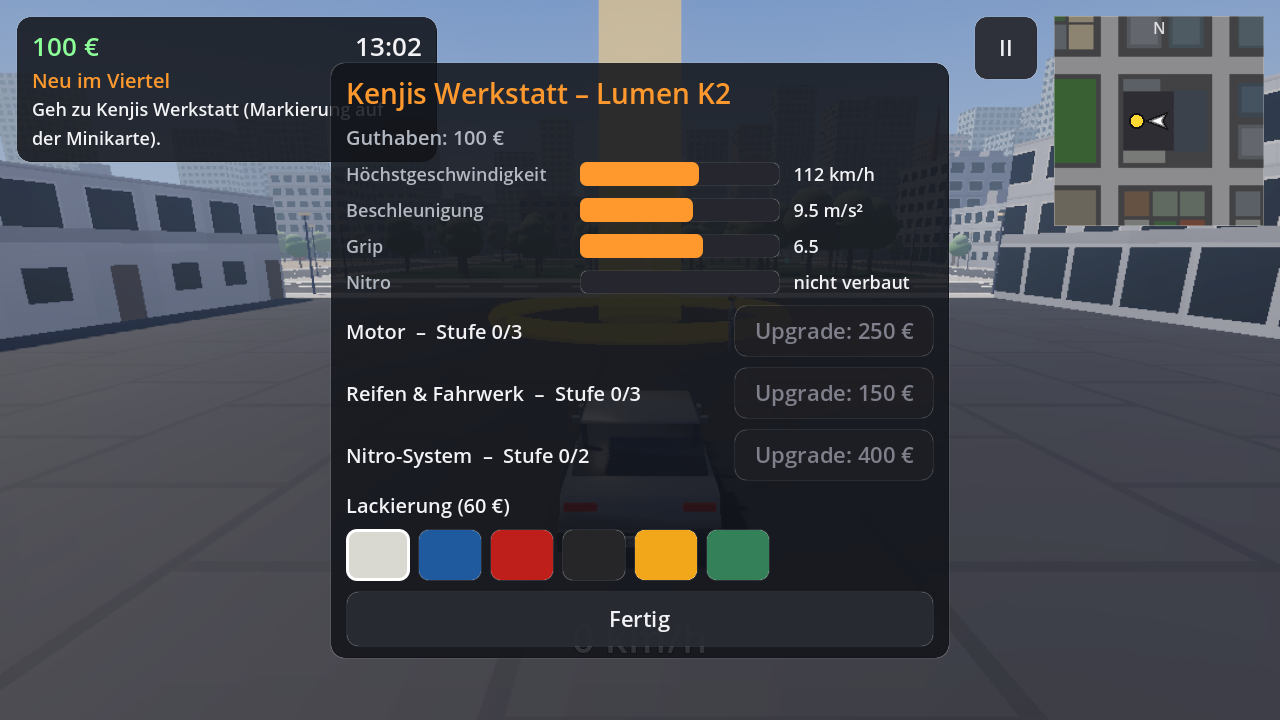 100 €
13:02
Neu im Viertel
Geh zu Kenjis Werkstatt (Markierung auf
der Minikarte).
N
Kenjis Werkstatt – Lumen K2
Guthaben: 100 €
Höchstgeschwindigkeit 112 km/h
Beschleunigung 9.5 m/s²
Grip 6.5
Nitro nicht verbaut
Motor – Stufe 0/3 Upgrade: 250 €
Reifen & Fahrwerk – Stufe 0/3 Upgrade: 150 €
Nitro-System – Stufe 0/2 Upgrade: 400 €
Lackierung (60 €)
Fertig
0 km/h